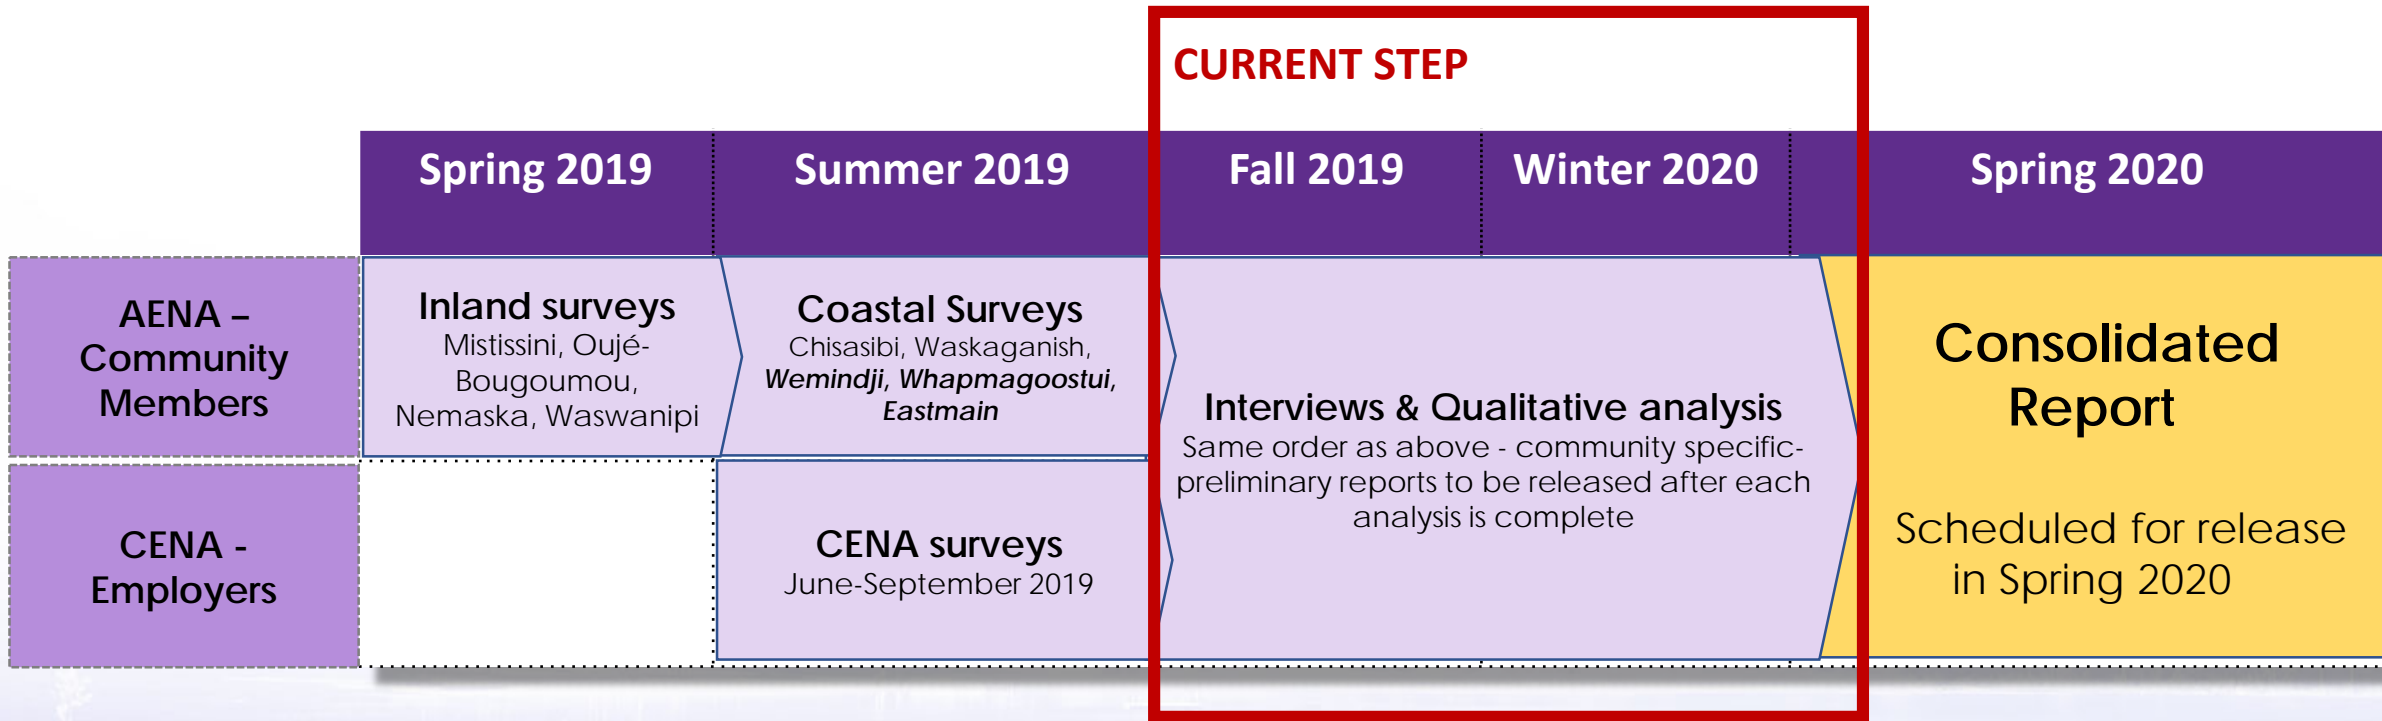 CURRENT STEP
Spring 2019
Summer 2019
Fall 2019
Winter 2020
Spring 2020
AENA –
Community
Members
Inland surveys
Mistissini, Oujé-
Bougoumou,
Nemaska, Waswanipi
Coastal Surveys
Chisasibi, Waskaganish,
Wemindji, Whapmagoostui,
Eastmain
CENA -
Employers
CENA surveys
June-September 2019
Interviews & Qualitative analysis
Same order as above - community specific-
preliminary reports to be released after each
analysis is complete
Consolidated
Report
Scheduled for release
in Spring 2020